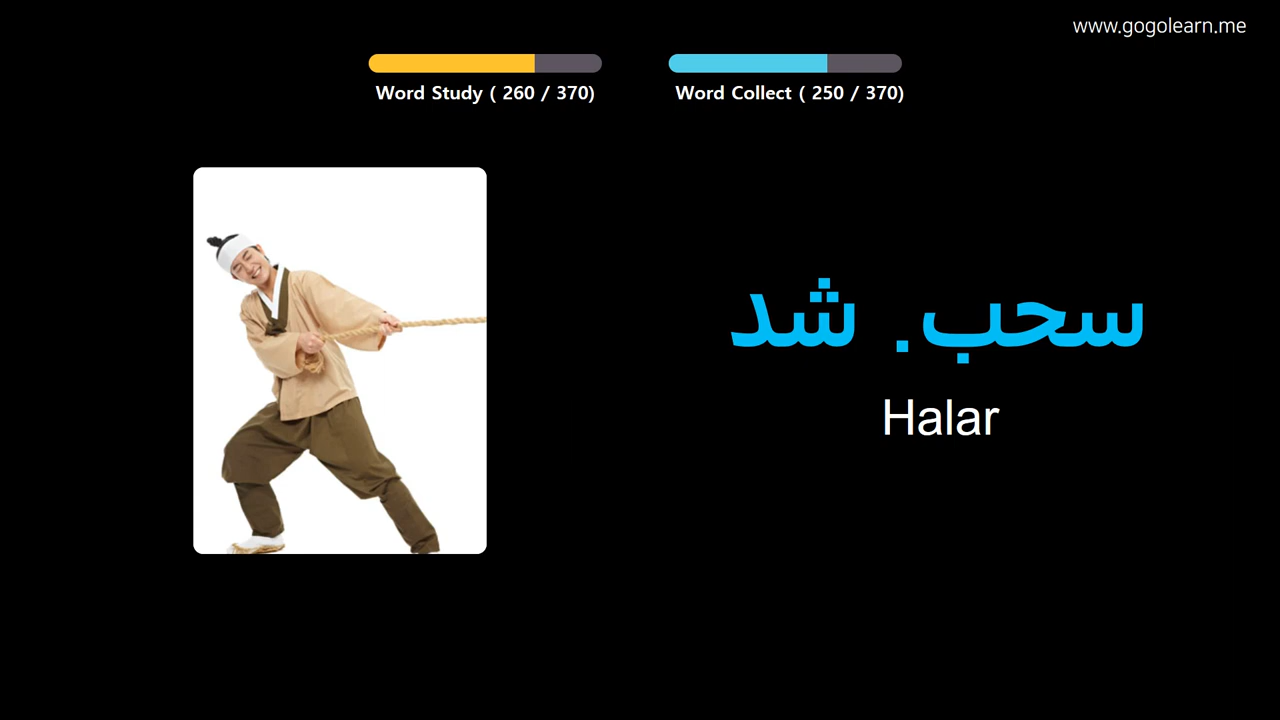 www.gogolearn.me
Word Study ( 260 / 370)
Word Collect ( 250 / 370)
سحب. شد
Halar